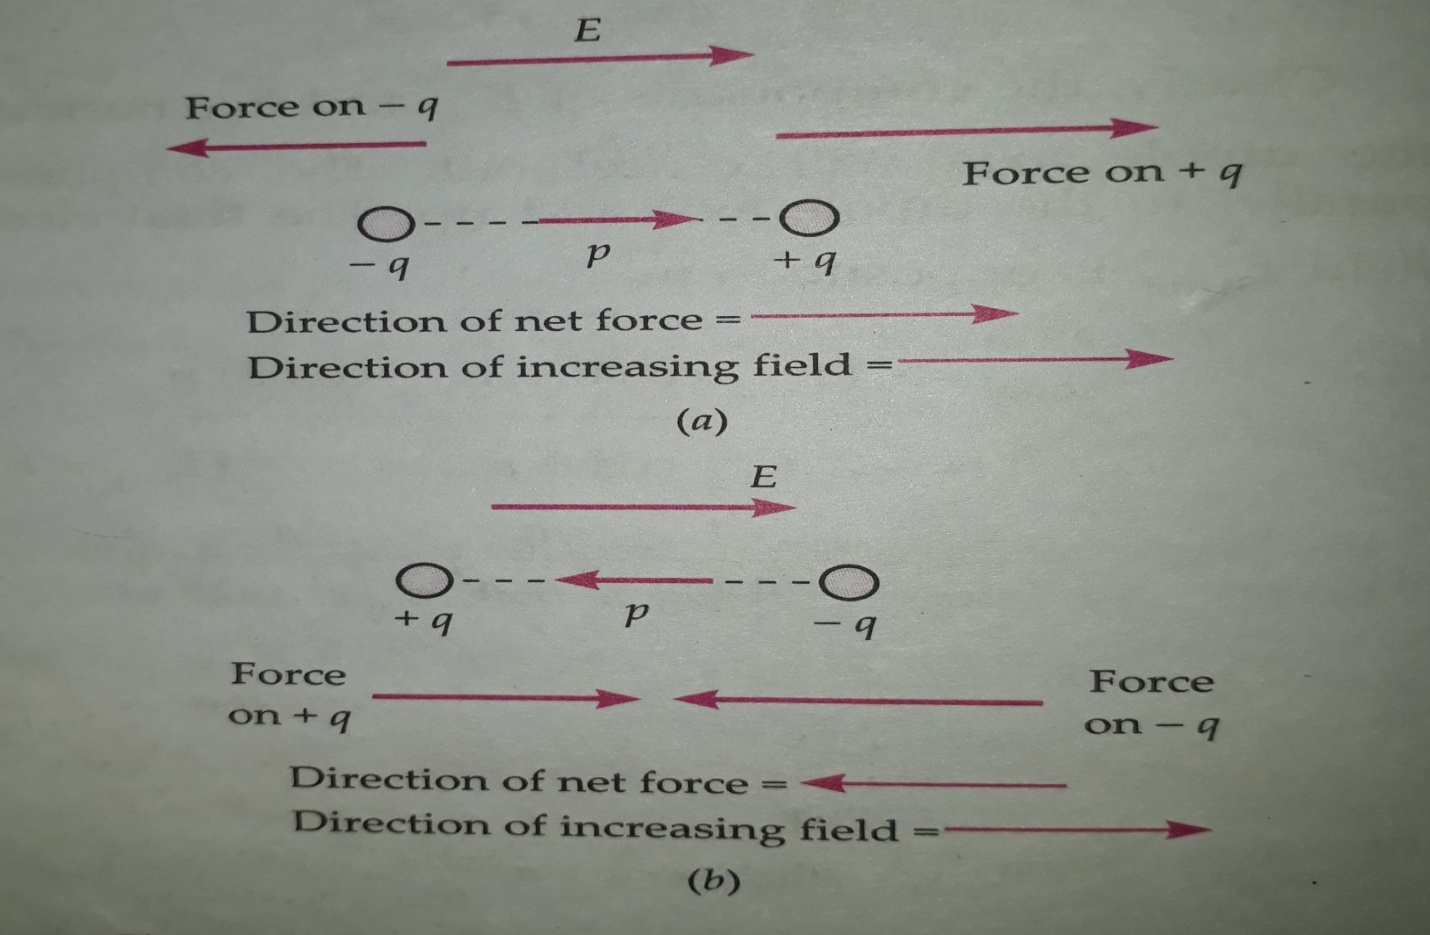 E
Force on − q
Force on + q
− q
p
+ q
Direction of net force =
Direction of increasing field =
(a)
E
+ q
p
− q
Force
on + q
Force
on − q
Direction of net force =
Direction of increasing field =
(b)